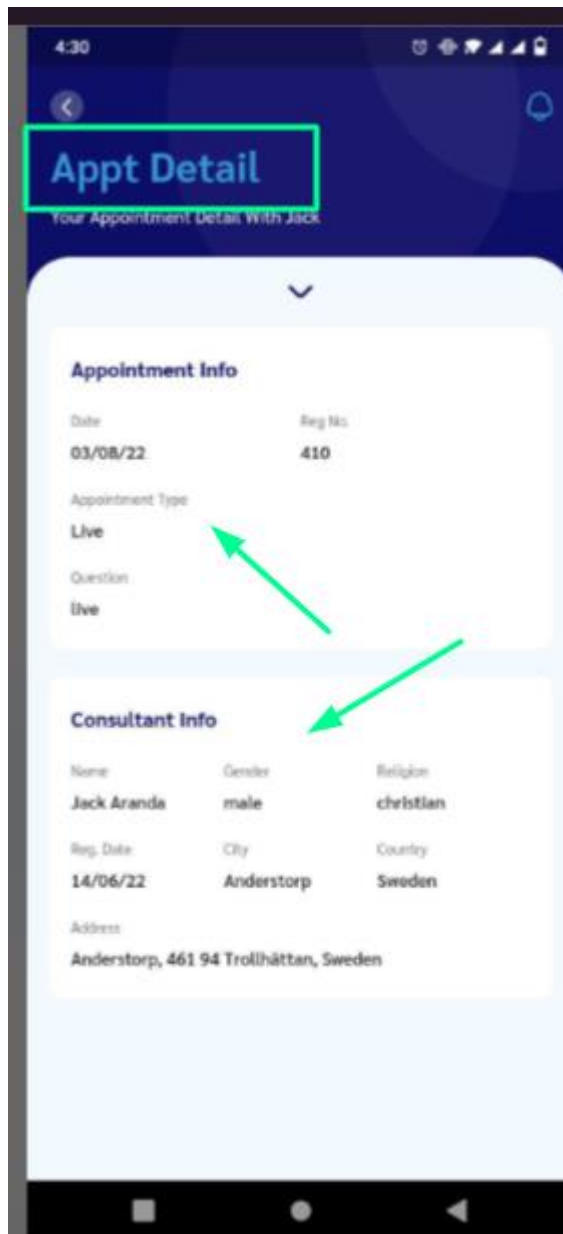 4:30
Appt Detail
Your Appointment Detail With Jack
Appointment Info
Date Reg No.
03/08/22 410
Appointment Type
Live
Question
live
Consultant Info
Name Gender Religion
Jack Aranda male christian
Reg. Date City Country
14/06/22 Anderstorp Sweden
Address
Anderstorp, 461 94 Trollhättan, Sweden